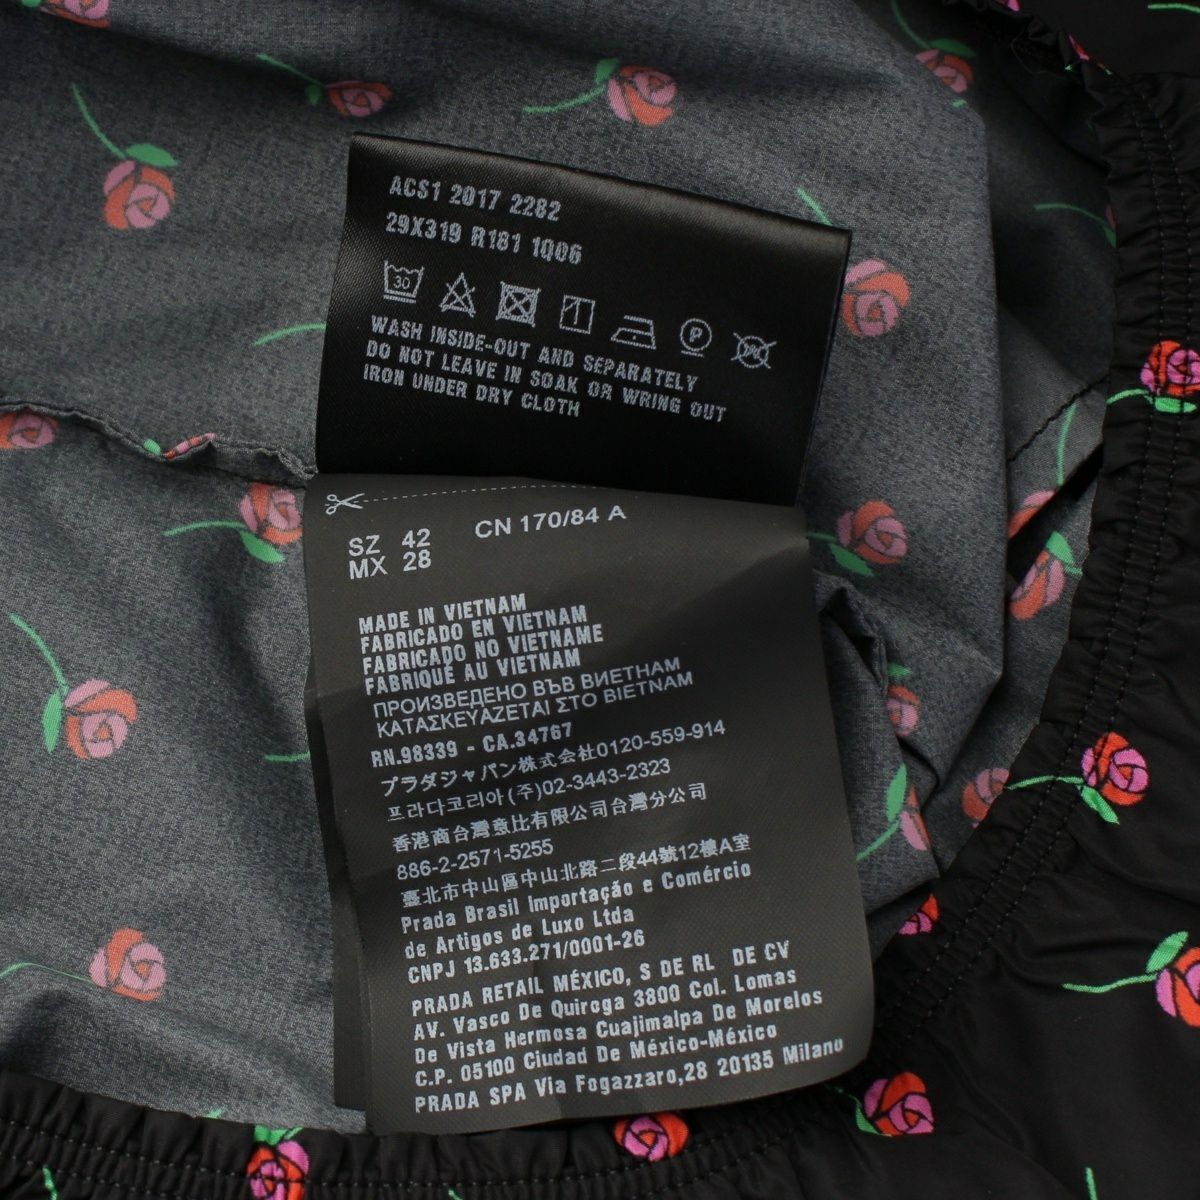 ACS1 2017 2282
29X319 R181 1Q06
30
P
WASH INSIDE-OUT AND SEPARATELY
DO NOT LEAVE IN SOAK OR WRING OUT
IRON UNDER DRY CLOTH
SZ 42 CN 170/84 A
MX 28
MADE IN VIETNAM
FABRICADO EN VIETNAM
FABRICADO NO VIETNAME
FABRIQUÉ AU VIETNAM
ПРОИЗВЕДЕНО ВЪВ ВИЕТНАМ
ΚΑΤΑΣΚΕΥΑΖΕΤΑΙ ΣΤΟ ΒΙΕΤΝΑΜ
RN.98339 - CA.34767
プラダジャパン株式会社0120-559-914
프라다코리아(주)02-3443-2323
香港商台灣意比有限公司台灣分公司
886-2-2571-5255
臺北市中山區中山北路二段44號12樓A室
Prada Brasil Importação e Comércio
de Artigos de Luxo Ltda
CNPJ 13.633.271/0001-26
PRADA RETAIL MÉXICO, S DE RL DE CV
AV. Vasco De Quiroga 3800 Col. Lomas
De Vista Hermosa Cuajimalpa De Morelos
C.P. 05100 Ciudad De México-México
PRADA SPA Via Fogazzaro,28 20135 Milano